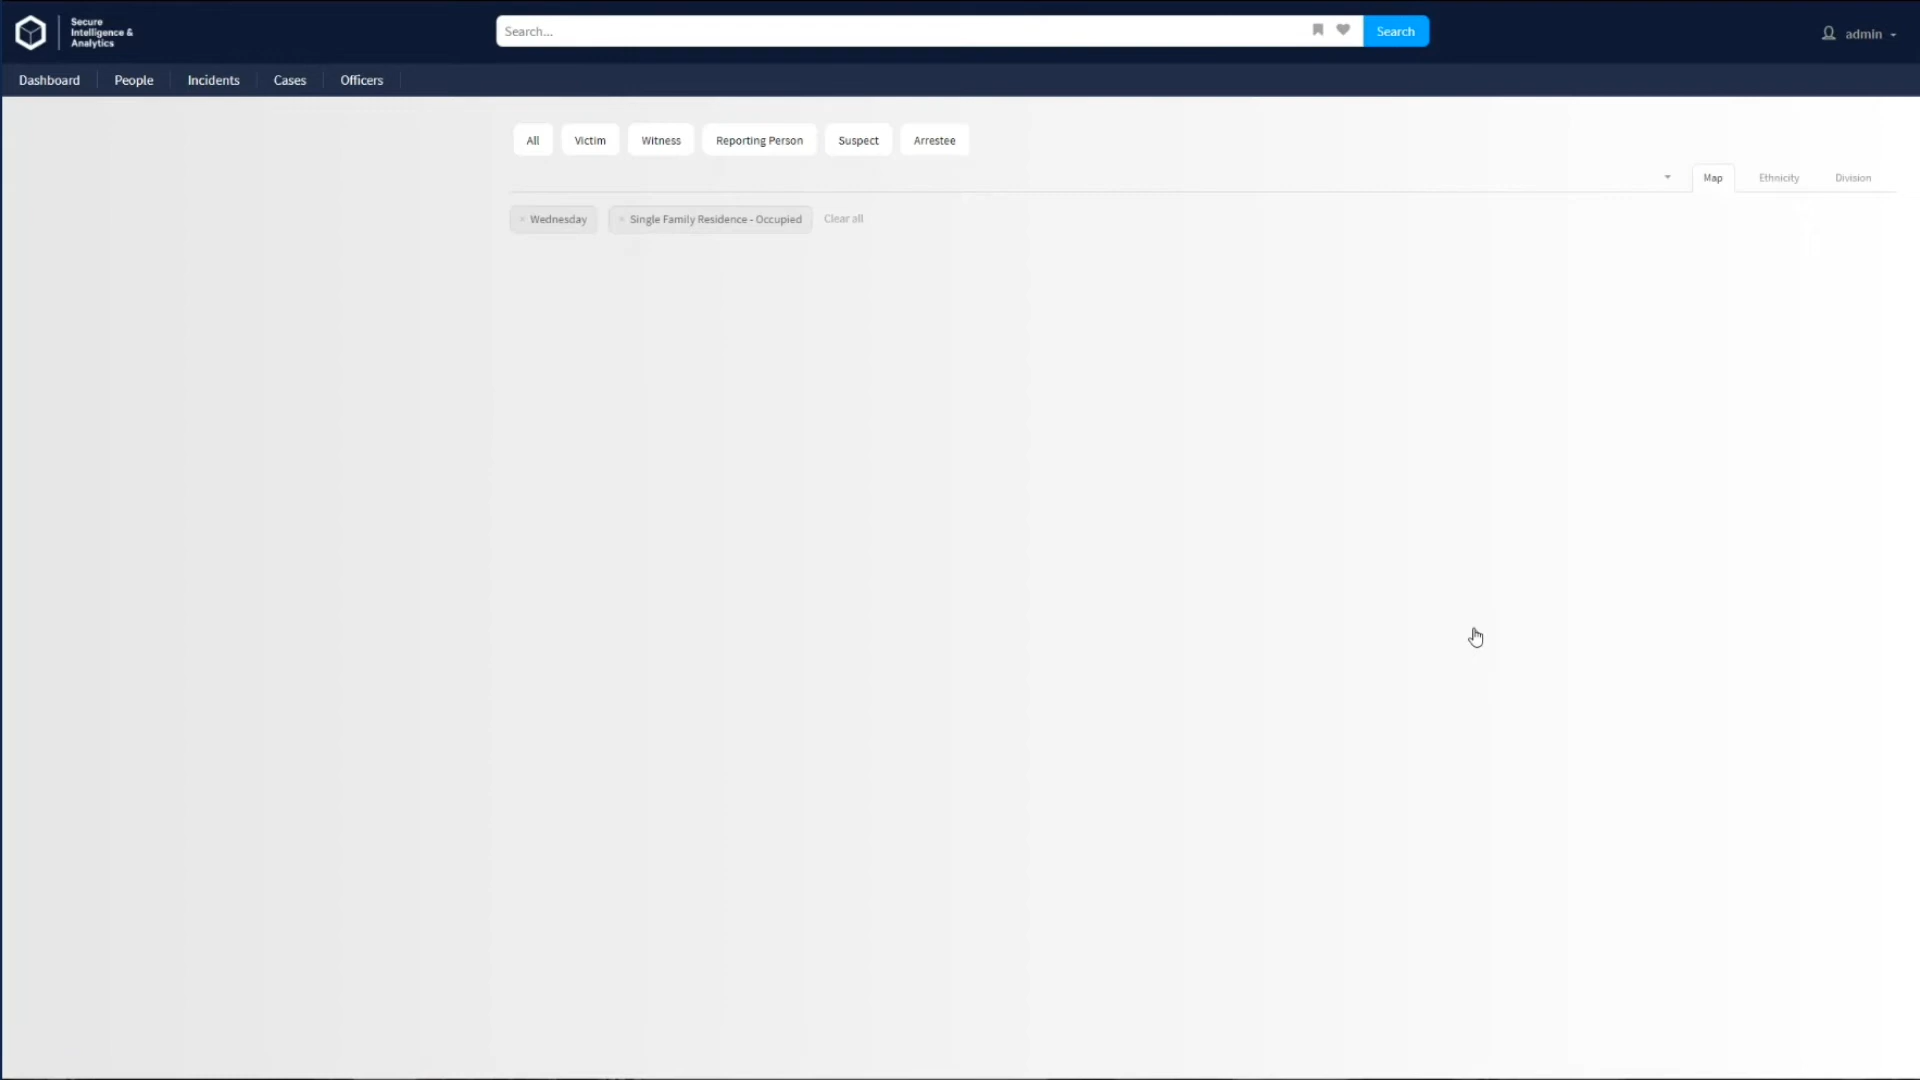 Secure
Intelligence &
Analytics
Search...
Search
admin
Dashboard
People
Incidents
Cases
Officers
All
Victim
Witness
Reporting Person
Suspect
Arrestee
Map
Ethnicity
Division
× Wednesday
× Single Family Residence - Occupied
Clear all